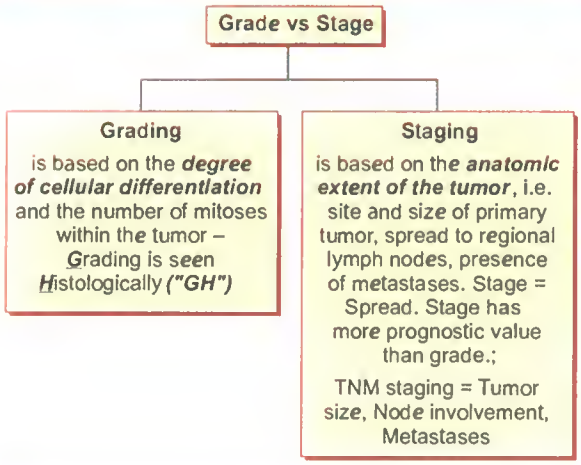 Grade vs Stage
Grading
is based on the degree
of cellular differentiation
and the number of mitoses
within the tumor –
Grading is seen
Histologically ("GH")
Staging
is based on the anatomic
extent of the tumor, i.e.
site and size of primary
tumor, spread to regional
lymph nodes, presence
of metastases. Stage =
Spread. Stage has
more prognostic value
than grade.;
TNM staging = Tumor
size, Node involvement,
Metastases